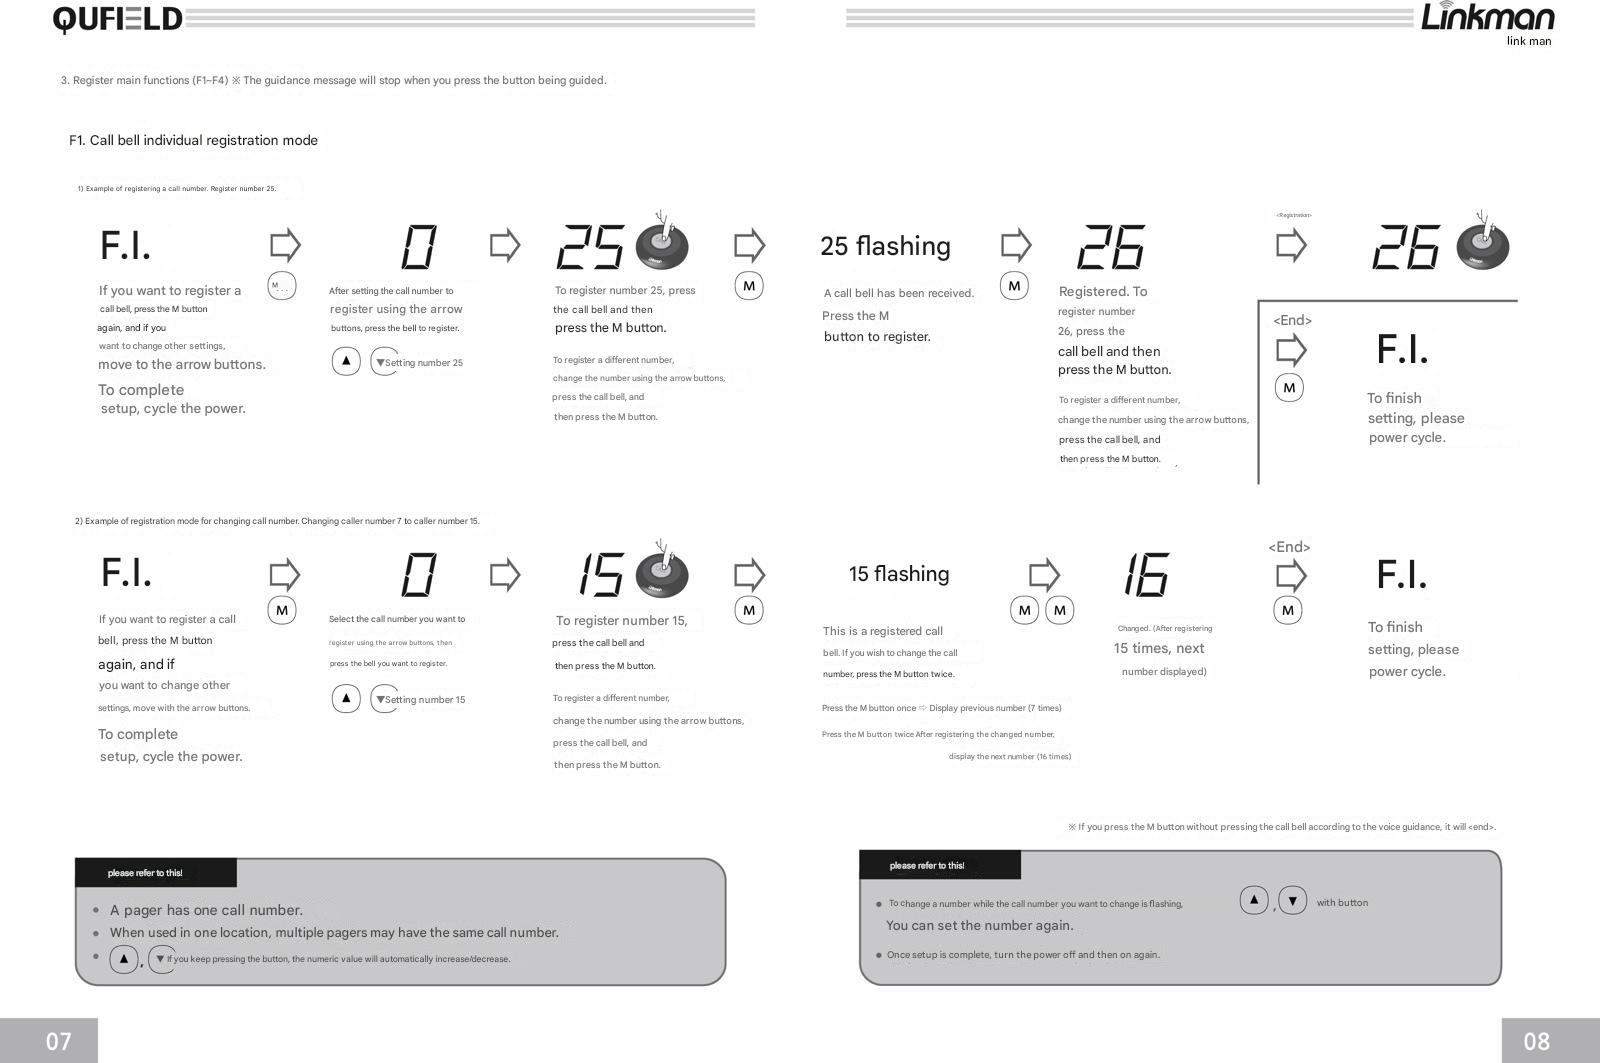 QUFIELD
Linkman
link man
3. Register main functions (F1–F4) ※ The guidance message will stop when you press the button being guided.
F1. Call bell individual registration mode
1) Example of registering a call number. Register number 25.
F.I.
If you want to register a
call bell, press the M button
again, and if you
want to change other settings,
move to the arrow buttons.
To complete
setup, cycle the power.
M...
0
After setting the call number to
register using the arrow
buttons, press the bell to register.
▲ ▼Setting number 25
25
To register number 25, press
the call bell and then
press the M button.
To register a different number,
change the number using the arrow buttons,
press the call bell, and
then press the M button.
M
25 flashing
A call bell has been received.
Press the M
button to register.
M
26
Registered. To
register number
26, press the
call bell and then
press the M button.
To register a different number,
change the number using the arrow buttons,
press the call bell, and
then press the M button.
<Registration>
26
<End>
M
F.I.
To finish
setting, please
power cycle.
2) Example of registration mode for changing call number. Changing caller number 7 to caller number 15.
F.I.
If you want to register a call
bell, press the M button
again, and if
you want to change other
settings, move with the arrow buttons.
To complete
setup, cycle the power.
M
0
Select the call number you want to
register using the arrow buttons, then
press the bell you want to register.
▲ ▼Setting number 15
15
To register number 15,
press the call bell and
then press the M button.
To register a different number,
change the number using the arrow buttons,
press the call bell, and
then press the M button.
M
15 flashing
This is a registered call
bell. If you wish to change the call
number, press the M button twice.
Press the M button once ⇨ Display previous number (7 times)
Press the M button twice After registering the changed number,
display the next number (16 times)
M M
16
Changed. (After registering
15 times, next
number displayed)
<End>
M
F.I.
To finish
setting, please
power cycle.
※ If you press the M button without pressing the call bell according to the voice guidance, it will <end>.
please refer to this!
● A pager has one call number.
● When used in one location, multiple pagers may have the same call number.
● ▲, ▼ If you keep pressing the button, the numeric value will automatically increase/decrease.
please refer to this!
● To change a number while the call number you want to change is flashing, ▲, ▼ with button
You can set the number again.
● Once setup is complete, turn the power off and then on again.
07
08